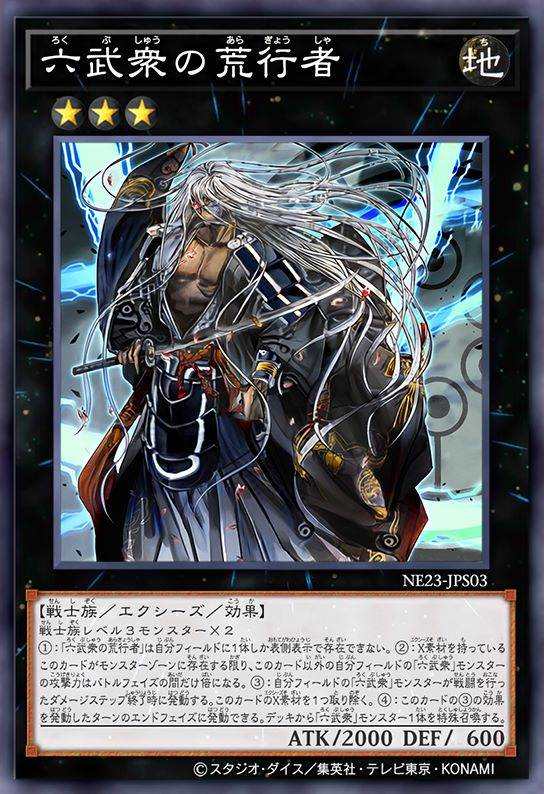 六武衆の荒行者
地
NE23-JPS03
【戦士族／エクシーズ／効果】
戦士族レベル３モンスター×２
①：「六武衆の荒行者」は自分フィールドに1体しか表側表示で存在できない。②：X素材を持っている
このカードがモンスターゾーンに存在する限り、このカード以外の自分フィールドの「六武衆」モンスター
の攻撃力はバトルフェイズの間だけ倍になる。③：自分フィールドの「六武衆」モンスターが戦闘を行っ
たダメージステップ終了時に発動する。このカードのX素材を1つ取り除く。④：このカードの③の効果
を発動したターンのエンドフェイズに発動できる。デッキから「六武衆」モンスター1体を特殊召喚する。
ATK/2000 DEF/ 600
©スタジオ・ダイス／集英社・テレビ東京・KONAMI